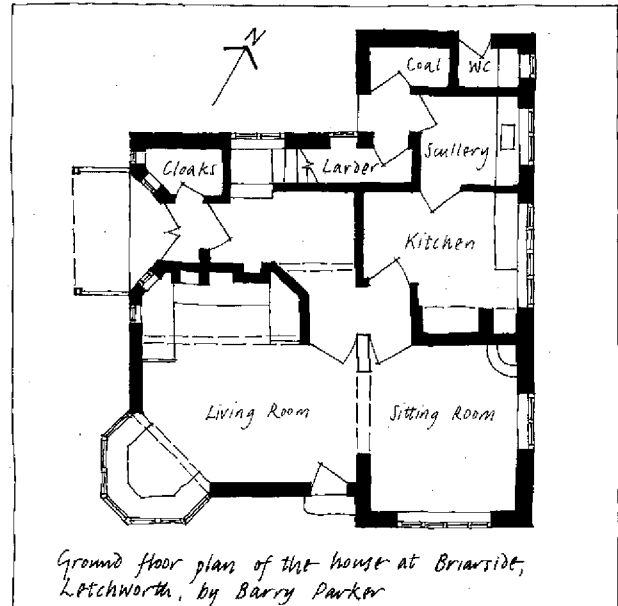 N
Coal
WC
Cloaks
Larder
Scullery
Kitchen
Living Room
Sitting Room
Ground floor plan of the house at Briarside,
Letchworth, by Barry Parker